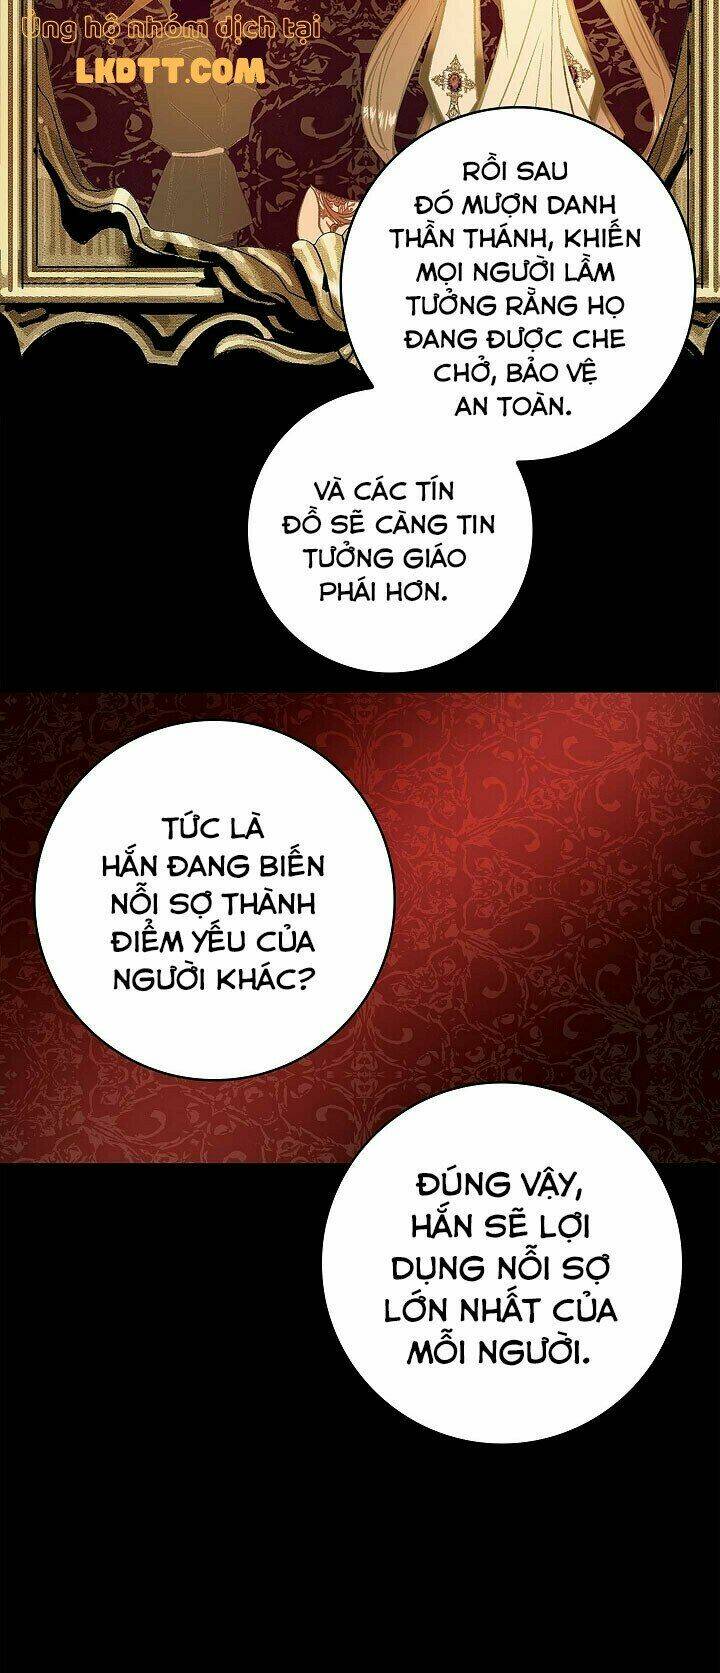 Ủng hộ nhóm dịch tại
LKDTT.COM
RỒI SAU
ĐÓ MƯỢN DANH
THẦN THÁNH, KHIẾN
MỌI NGƯỜI LẦM
TƯỞNG RẰNG HỌ
ĐANG ĐƯỢC CHE
CHỞ, BẢO VỆ
AN TOÀN.
VÀ CÁC TÍN
ĐỒ SẼ CÀNG TIN
TƯỞNG GIÁO
PHÁI HƠN.
TỨC LÀ
HẮN ĐANG BIẾN
NỖI SỢ THÀNH
ĐIỂM YẾU CỦA
NGƯỜI KHÁC?
ĐÚNG VẬY,
HẮN SẼ LỢI
DỤNG NỖI SỢ
LỚN NHẤT CỦA
MỖI NGƯỜI.